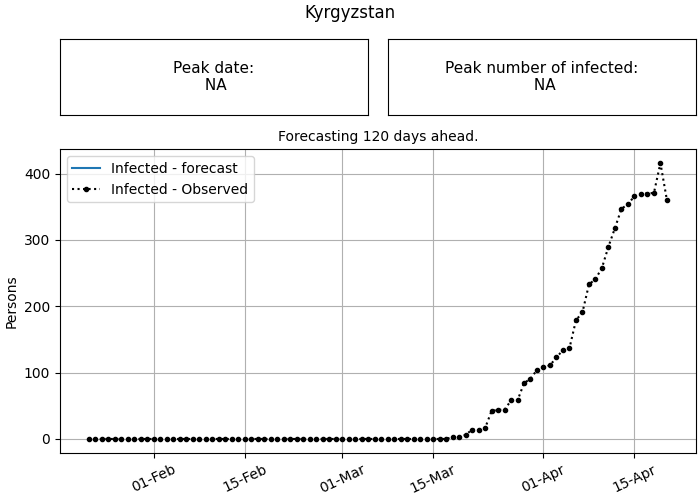 Kyrgyzstan
Peak date:
NA
Peak number of infected:
NA
Forecasting 120 days ahead.
Infected - forecast
Infected - Observed
Persons
400
300
200
100
0
01-Feb
15-Feb
01-Mar
15-Mar
01-Apr
15-Apr